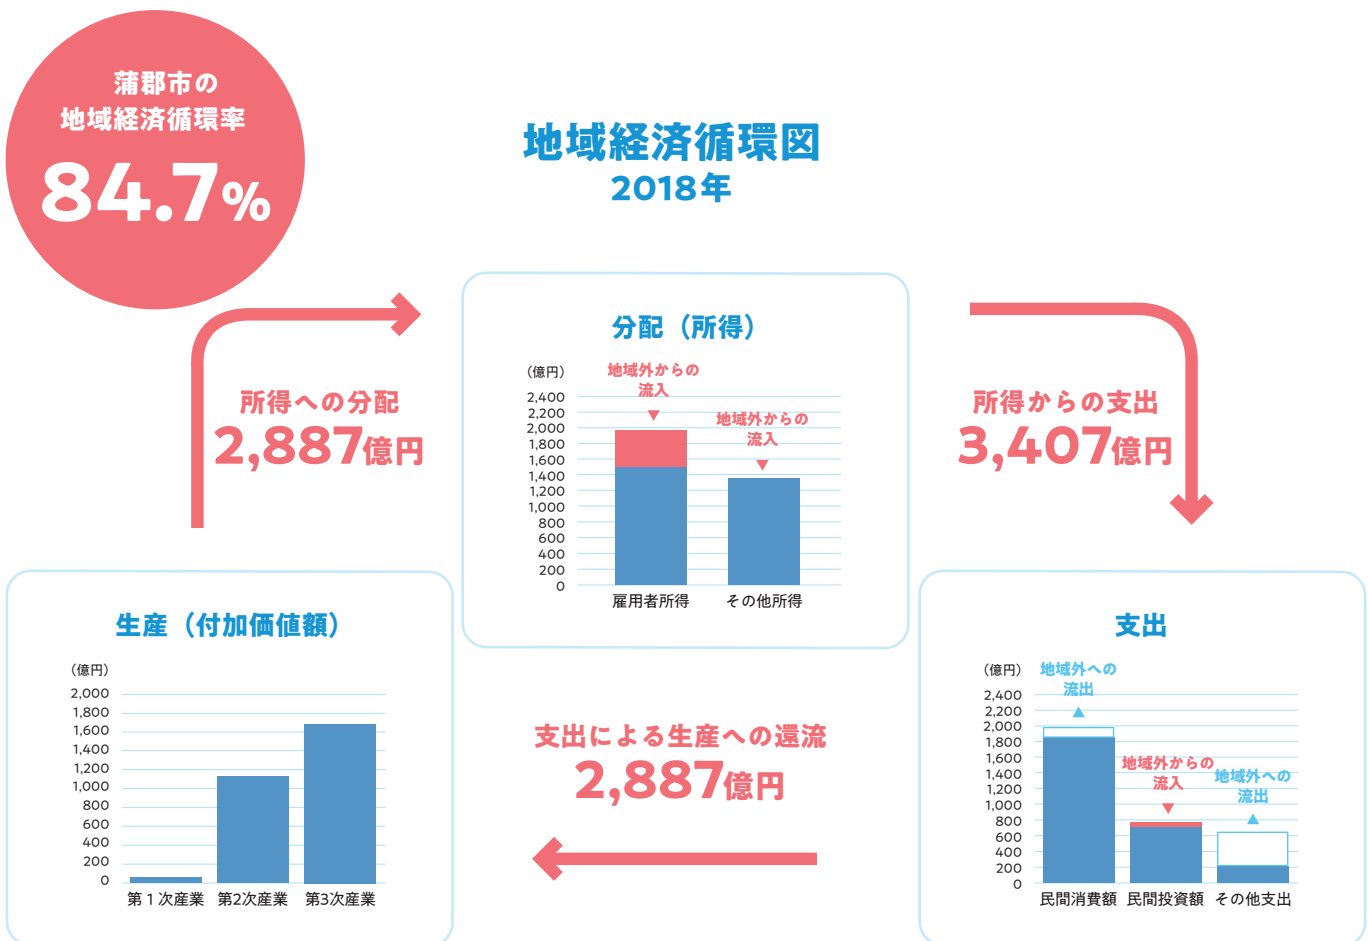 蒲郡市の
地域経済循環率
84.7%
地域経済循環図
2018年
所得への分配
2,887億円
分配（所得）
（億円）
地域外からの
流入
地域外からの
流入
2,400
2,200
2,000
1,800
1,600
1,400
1,200
1,000
800
600
400
200
0
雇用者所得
その他所得
所得からの支出
3,407億円
生産（付加価値額）
（億円）
2,000
1,800
1,600
1,400
1,200
1,000
800
600
400
200
0
第１次産業
第2次産業
第3次産業
支出による生産への還流
2,887億円
支出
（億円）
地域外への
流出
地域外からの
流入
地域外への
流出
2,400
2,200
2,000
1,800
1,600
1,400
1,200
1,000
800
600
400
200
0
民間消費額
民間投資額
その他支出